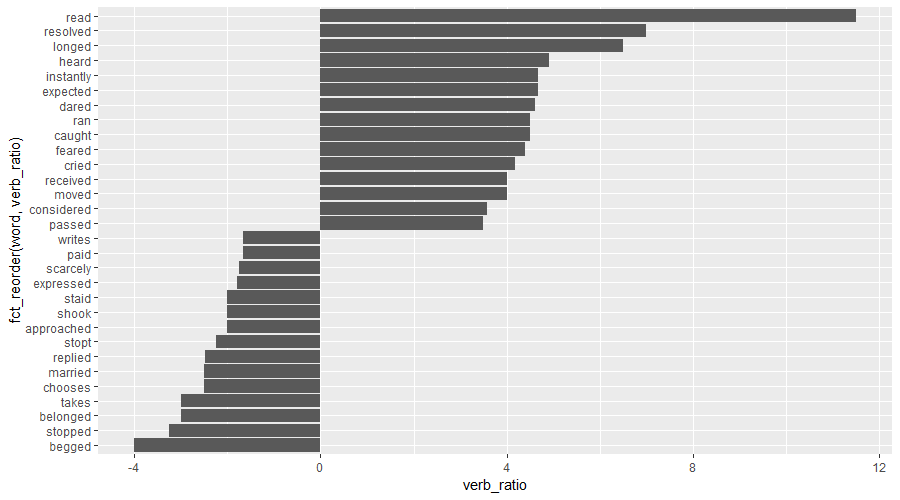 read
resolved
longed
heard
instantly
expected
dared
ran
caught
feared
cried
received
moved
considered
passed
writes
paid
scarcely
expressed
staid
shook
approached
stopt
replied
married
chooses
takes
belonged
stopped
begged
fct_reorder(word, verb_ratio)
-4 0 4 8 12
verb_ratio